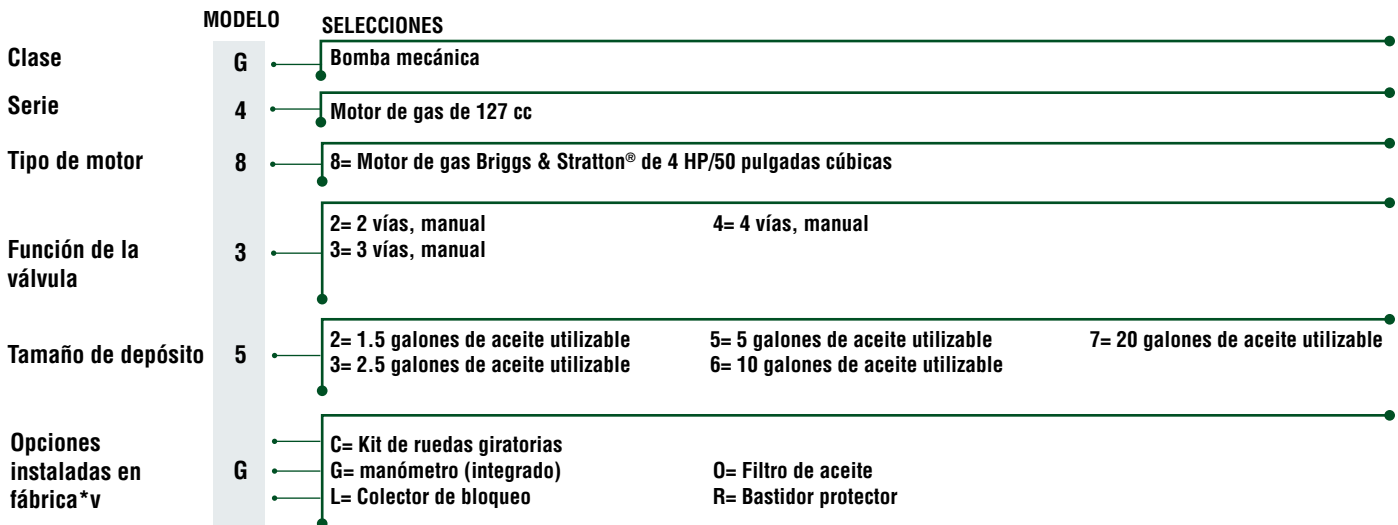 MODELO SELECCIONES
Clase G Bomba mecánica
Serie 4 Motor de gas de 127 cc
Tipo de motor 8 8= Motor de gas Briggs & Stratton® de 4 HP/50 pulgadas cúbicas
2= 2 vías, manual 4= 4 vías, manual
Función de la 3 3= 3 vías, manual
válvula
2= 1.5 galones de aceite utilizable 5= 5 galones de aceite utilizable 7= 20 galones de aceite utilizable
Tamaño de depósito 5 3= 2.5 galones de aceite utilizable 6= 10 galones de aceite utilizable
Opciones C= Kit de ruedas giratorias
instaladas en G G= manómetro (integrado) O= Filtro de aceite
fábrica*v L= Colector de bloqueo R= Bastidor protector